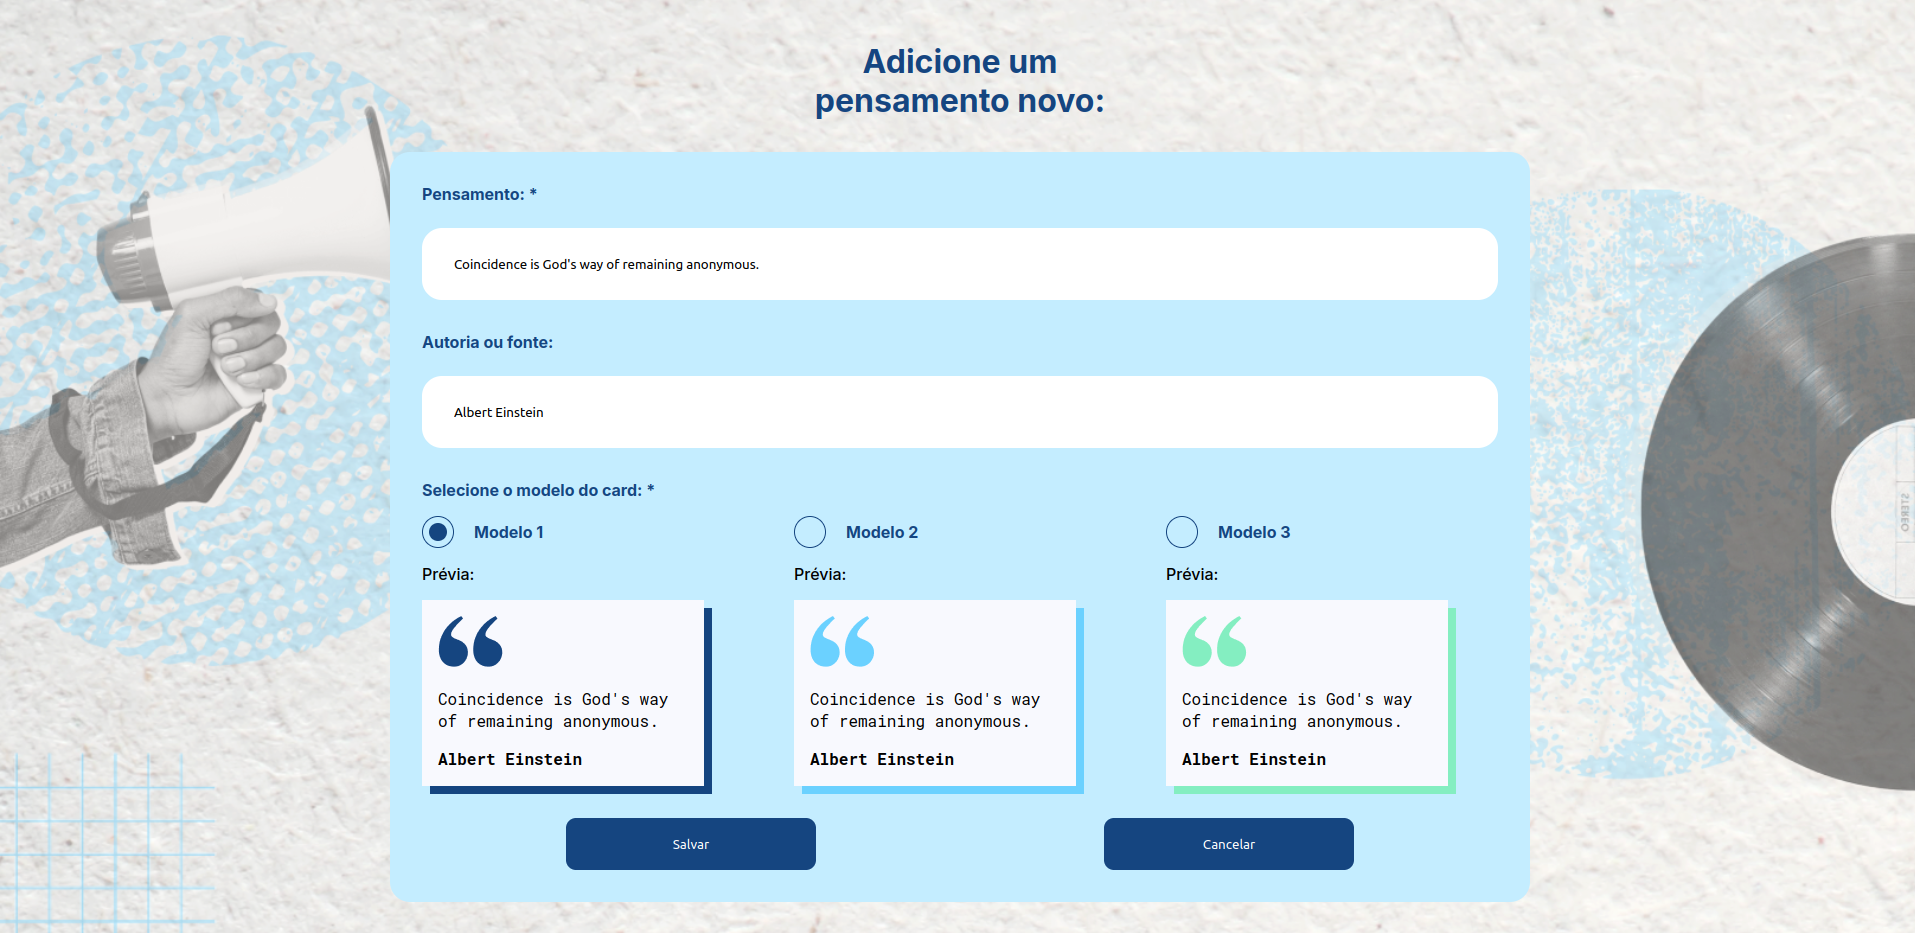 Adicione um
pensamento novo:
Pensamento: *
Coincidence is God's way of remaining anonymous.
Autoria ou fonte:
Albert Einstein
Selecione o modelo do card: *
Modelo 1
Modelo 2
Modelo 3
Prévia:
Prévia:
Prévia:
Coincidence is God's way
of remaining anonymous.
Albert Einstein
Coincidence is God's way
of remaining anonymous.
Albert Einstein
Coincidence is God's way
of remaining anonymous.
Albert Einstein
Salvar
Cancelar
STEREO